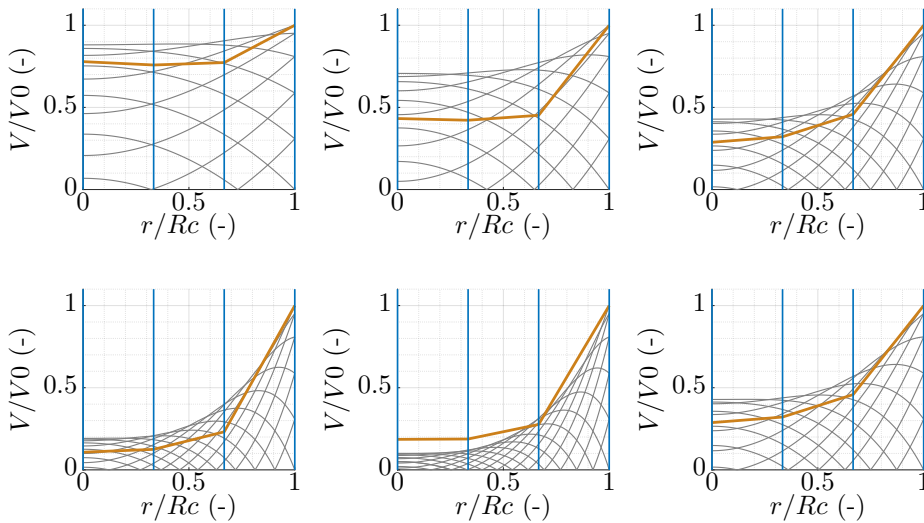 1 1 1
V/V0 (-) V/V0 (-) V/V0 (-)
0.5 0.5 0.5
0 0 0
0 0.5 1 0 0.5 1 0 0.5 1
r/Rc (-) r/Rc (-) r/Rc (-)
1 1 1
V/V0 (-) V/V0 (-) V/V0 (-)
0.5 0.5 0.5
0 0 0
0 0.5 1 0 0.5 1 0 0.5 1
r/Rc (-) r/Rc (-) r/Rc (-)